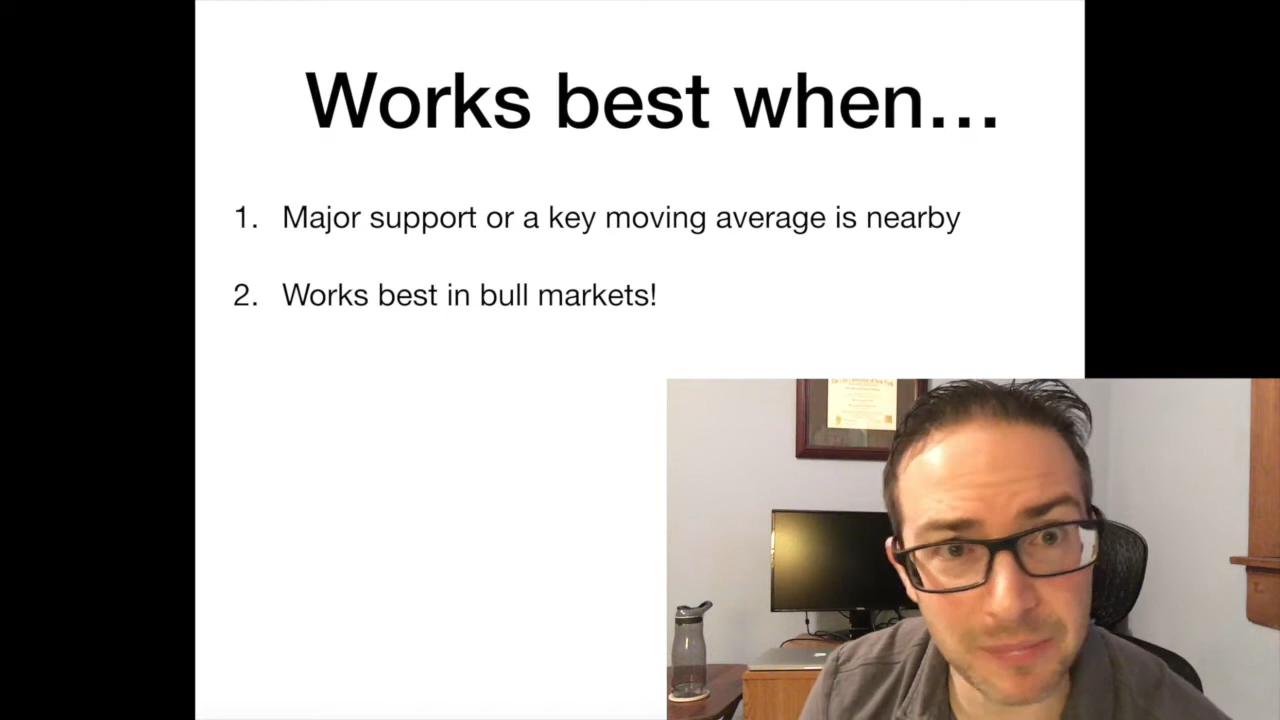 Works best when...
1. Major support or a key moving average is nearby
2. Works best in bull markets!